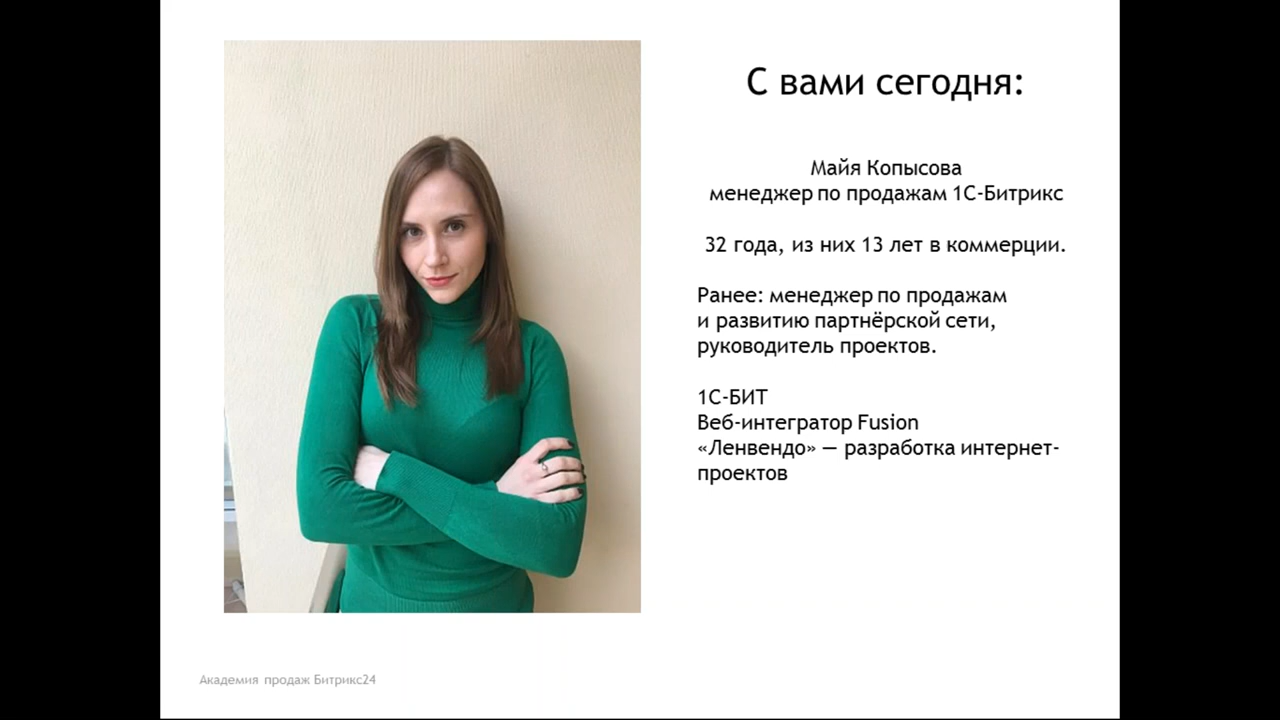 С вами сегодня:
Майя Копысова
менеджер по продажам 1С-Битрикс
32 года, из них 13 лет в коммерции.
Ранее: менеджер по продажам
и развитию партнёрской сети,
руководитель проектов.
1С-БИТ
Веб-интегратор Fusion
«Ленвендо» — разработка интернет-
проектов
Академия продаж Битрикс24